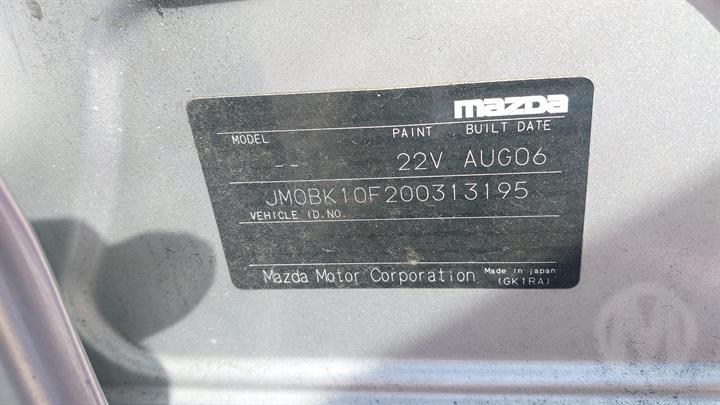 mazda
MODEL PAINT BUILT DATE
-- 22V AUG06
JM0BK10F200313195
VEHICLE ID.NO.
Mazda Motor Corporation Made in japan
(GK1RA)
M